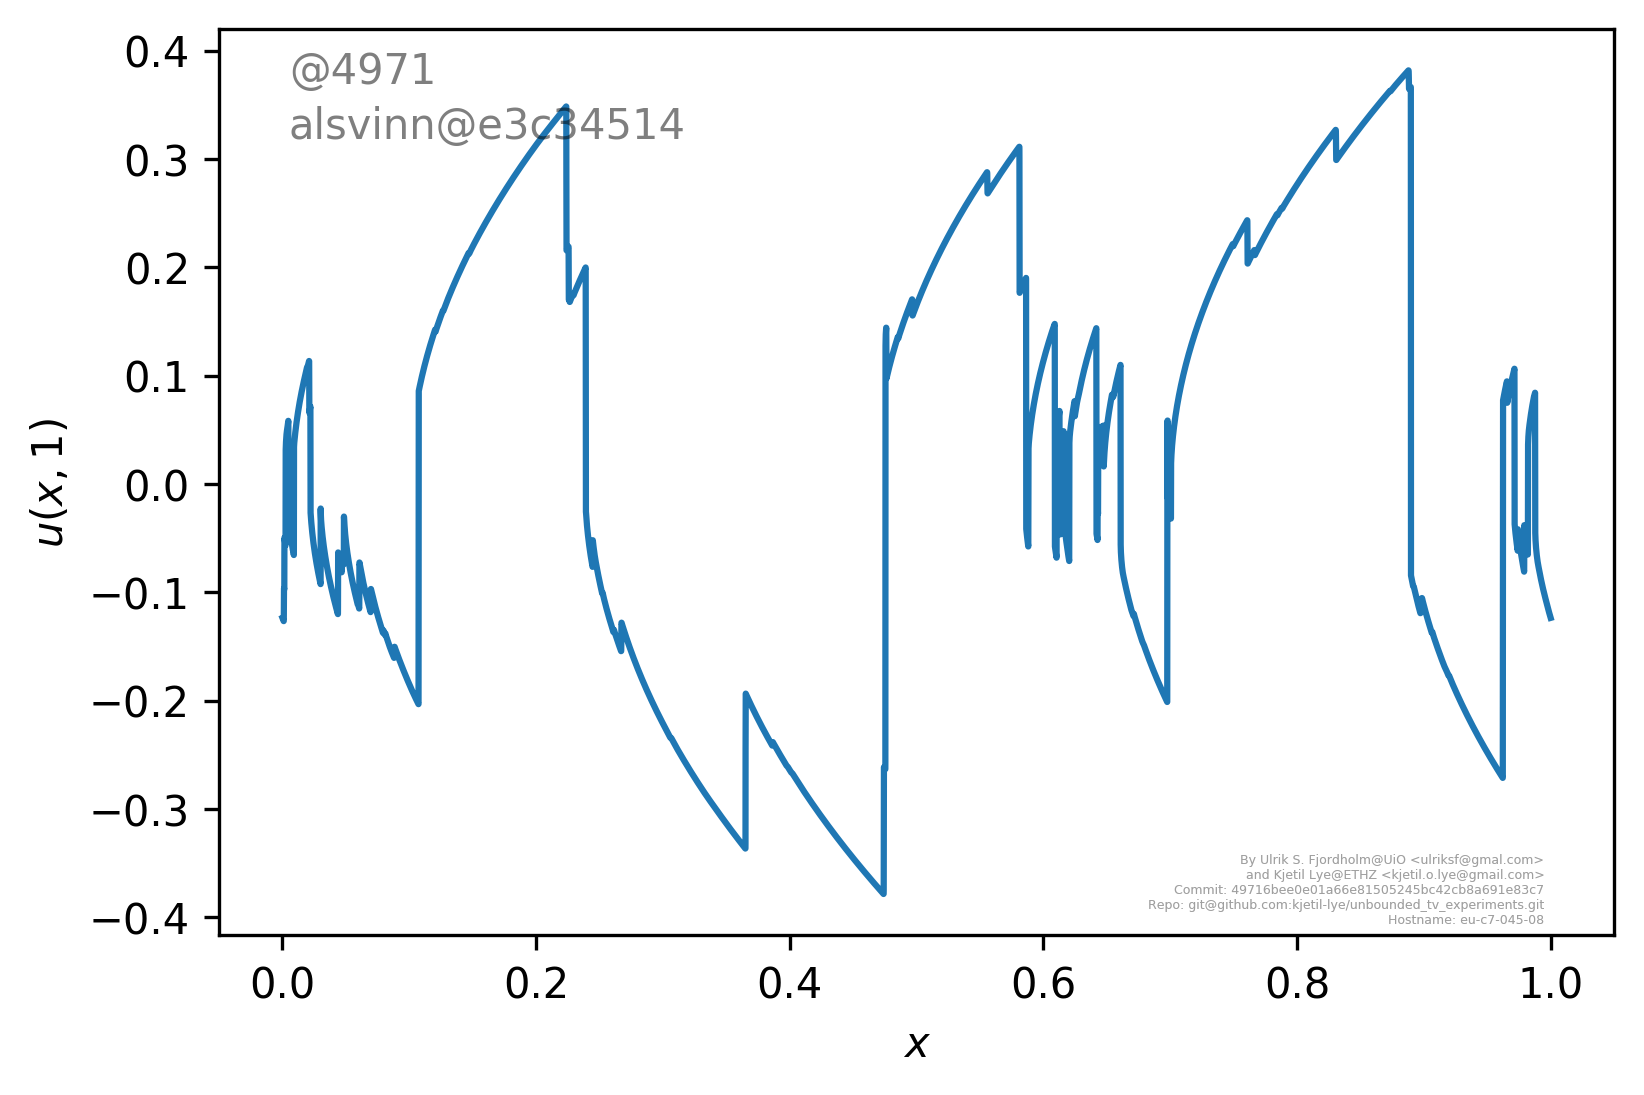 @4971
alsvinn@e3c34514
0.4
0.3
0.2
0.1
0.0
−0.1
−0.2
−0.3
−0.4
u(x, 1)
0.0 0.2 0.4 0.6 0.8 1.0
x
By Ulrik S. Fjordholm@UiO <ulriksf@gmal.com>
and Kjetil Lye@ETHZ <kjetil.o.lye@gmail.com>
Commit: 49716bee0e01a66e81505245bc42cb8a691e83c7
Repo: git@github.com:kjetil-lye/unbounded_tv_experiments.git
Hostname: eu-c7-045-08